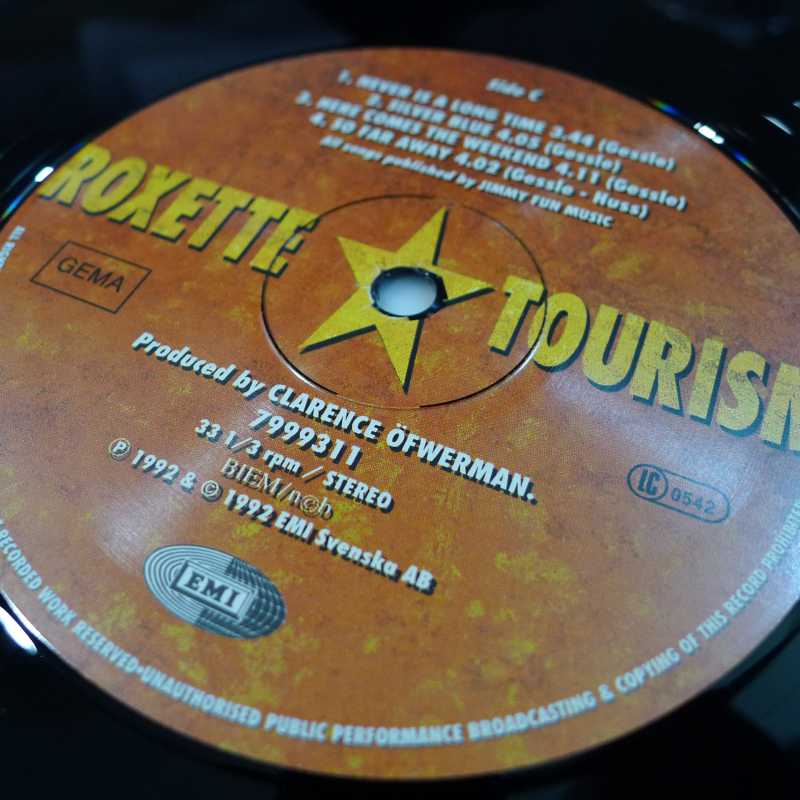 Side C
1. NEVER IS A LONG TIME 3.44 (Gessle)
2. SILVER BLUE 4.05 (Gessle)
3. HERE COMES THE WEEKEND 4.11 (Gessle)
4. SO FAR AWAY 4.02 (Gessle - Huss)
All songs published by JIMMY FUN MUSIC
ROXETTE
TOURISM
GEMA
Produced by CLARENCE ÖFWERMAN.
7999311
33 1/3 rpm / STEREO
BIEM/n©b
℗ 1992 & © 1992 EMI Svenska AB
LC 0542
EMI
RECORDED WORK RESERVED·UNAUTHORISED PUBLIC PERFORMANCE BROADCASTING & COPYING OF THIS RECORD PROHIBITED